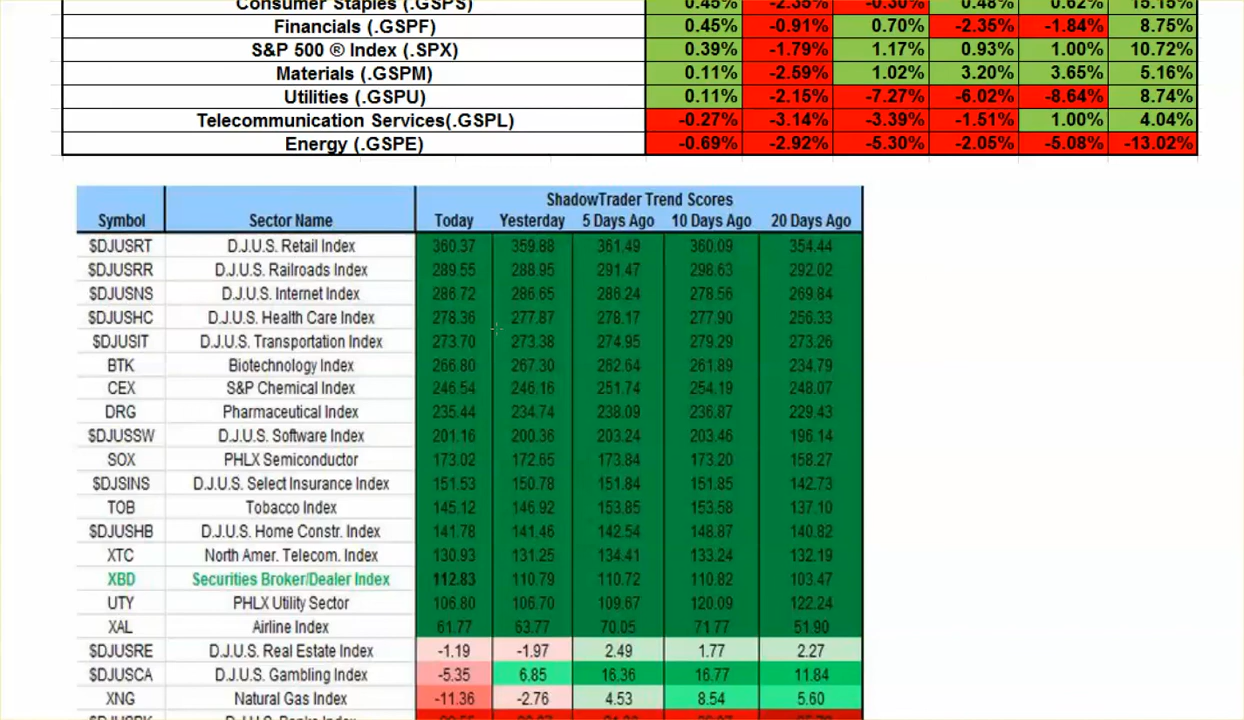 Consumer Staples (.GSPS) 0.45% -2.35% -0.30% 0.48% 0.62% 15.15%
Financials (.GSPF) 0.45% -0.91% 0.70% -2.35% -1.84% 8.75%
S&P 500 ® Index (.SPX) 0.39% -1.79% 1.17% 0.93% 1.00% 10.72%
Materials (.GSPM) 0.11% -2.59% 1.02% 3.20% 3.65% 5.16%
Utilities (.GSPU) 0.11% -2.15% -7.27% -6.02% -8.64% 8.74%
Telecommunication Services(.GSPL) -0.27% -3.14% -3.39% -1.51% 1.00% 4.04%
Energy (.GSPE) -0.69% -2.92% -5.30% -2.05% -5.08% -13.02%
ShadowTrader Trend Scores
Symbol Sector Name Today Yesterday 5 Days Ago 10 Days Ago 20 Days Ago
$DJUSRT D.J.U.S. Retail Index 360.37 359.88 361.49 360.09 354.44
$DJUSRR D.J.U.S. Railroads Index 289.55 288.95 291.47 298.63 292.02
$DJUSNS D.J.U.S. Internet Index 286.72 286.65 286.24 278.56 269.84
$DJUSHC D.J.U.S. Health Care Index 278.36 277.87 278.17 277.90 256.33
$DJUSIT D.J.U.S. Transportation Index 273.70 273.38 274.95 279.29 273.26
BTK Biotechnology Index 266.80 267.30 262.64 261.89 234.79
CEX S&P Chemical Index 246.54 246.16 251.74 254.19 248.07
DRG Pharmaceutical Index 235.44 234.74 238.09 236.87 229.43
$DJUSSW D.J.U.S. Software Index 201.16 200.36 203.24 203.46 196.14
SOX PHLX Semiconductor 173.02 172.65 173.84 173.20 158.27
$DJSINS D.J.U.S. Select Insurance Index 151.53 150.78 151.84 151.85 142.73
TOB Tobacco Index 145.12 146.92 153.85 153.58 137.10
$DJUSHB D.J.U.S. Home Constr. Index 141.78 141.46 142.54 148.87 140.82
XTC North Amer. Telecom. Index 130.93 131.25 134.41 133.24 132.19
XBD Securities Broker/Dealer Index 112.83 110.79 110.72 110.82 103.47
UTY PHLX Utility Sector 106.80 106.70 109.67 120.09 122.24
XAL Airline Index 61.77 63.77 70.05 71.77 51.90
$DJUSRE D.J.U.S. Real Estate Index -1.19 -1.97 2.49 1.77 2.27
$DJUSCA D.J.U.S. Gambling Index -5.35 6.85 16.36 16.77 11.84
XNG Natural Gas Index -11.36 -2.76 4.53 8.54 5.60